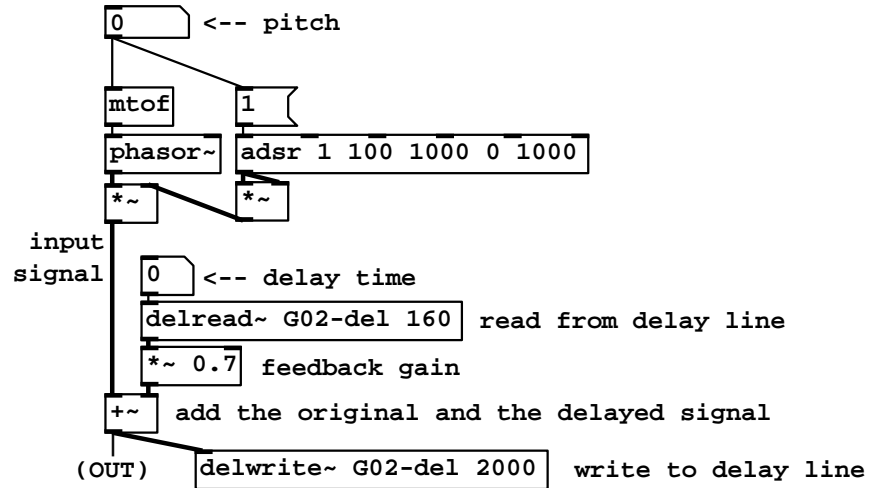 0 <-- pitch
mtof 1
phasor~ adsr 1 100 1000 0 1000
*~ *~
input
signal 0 <-- delay time
delread~ G02-del 160 read from delay line
*~ 0.7 feedback gain
+~ add the original and the delayed signal
(OUT) delwrite~ G02-del 2000 write to delay line